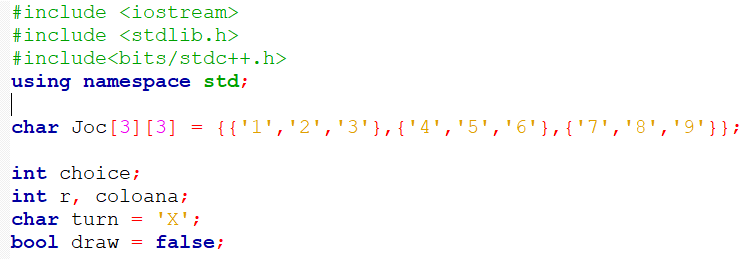 #include <iostream>
#include <stdlib.h>
#include<bits/stdc++.h>
using namespace std;
char Joc[3][3] = {{'1','2','3'},{'4','5','6'},{'7','8','9'}};
int choice;
int r, coloana;
char turn = 'X';
bool draw = false;